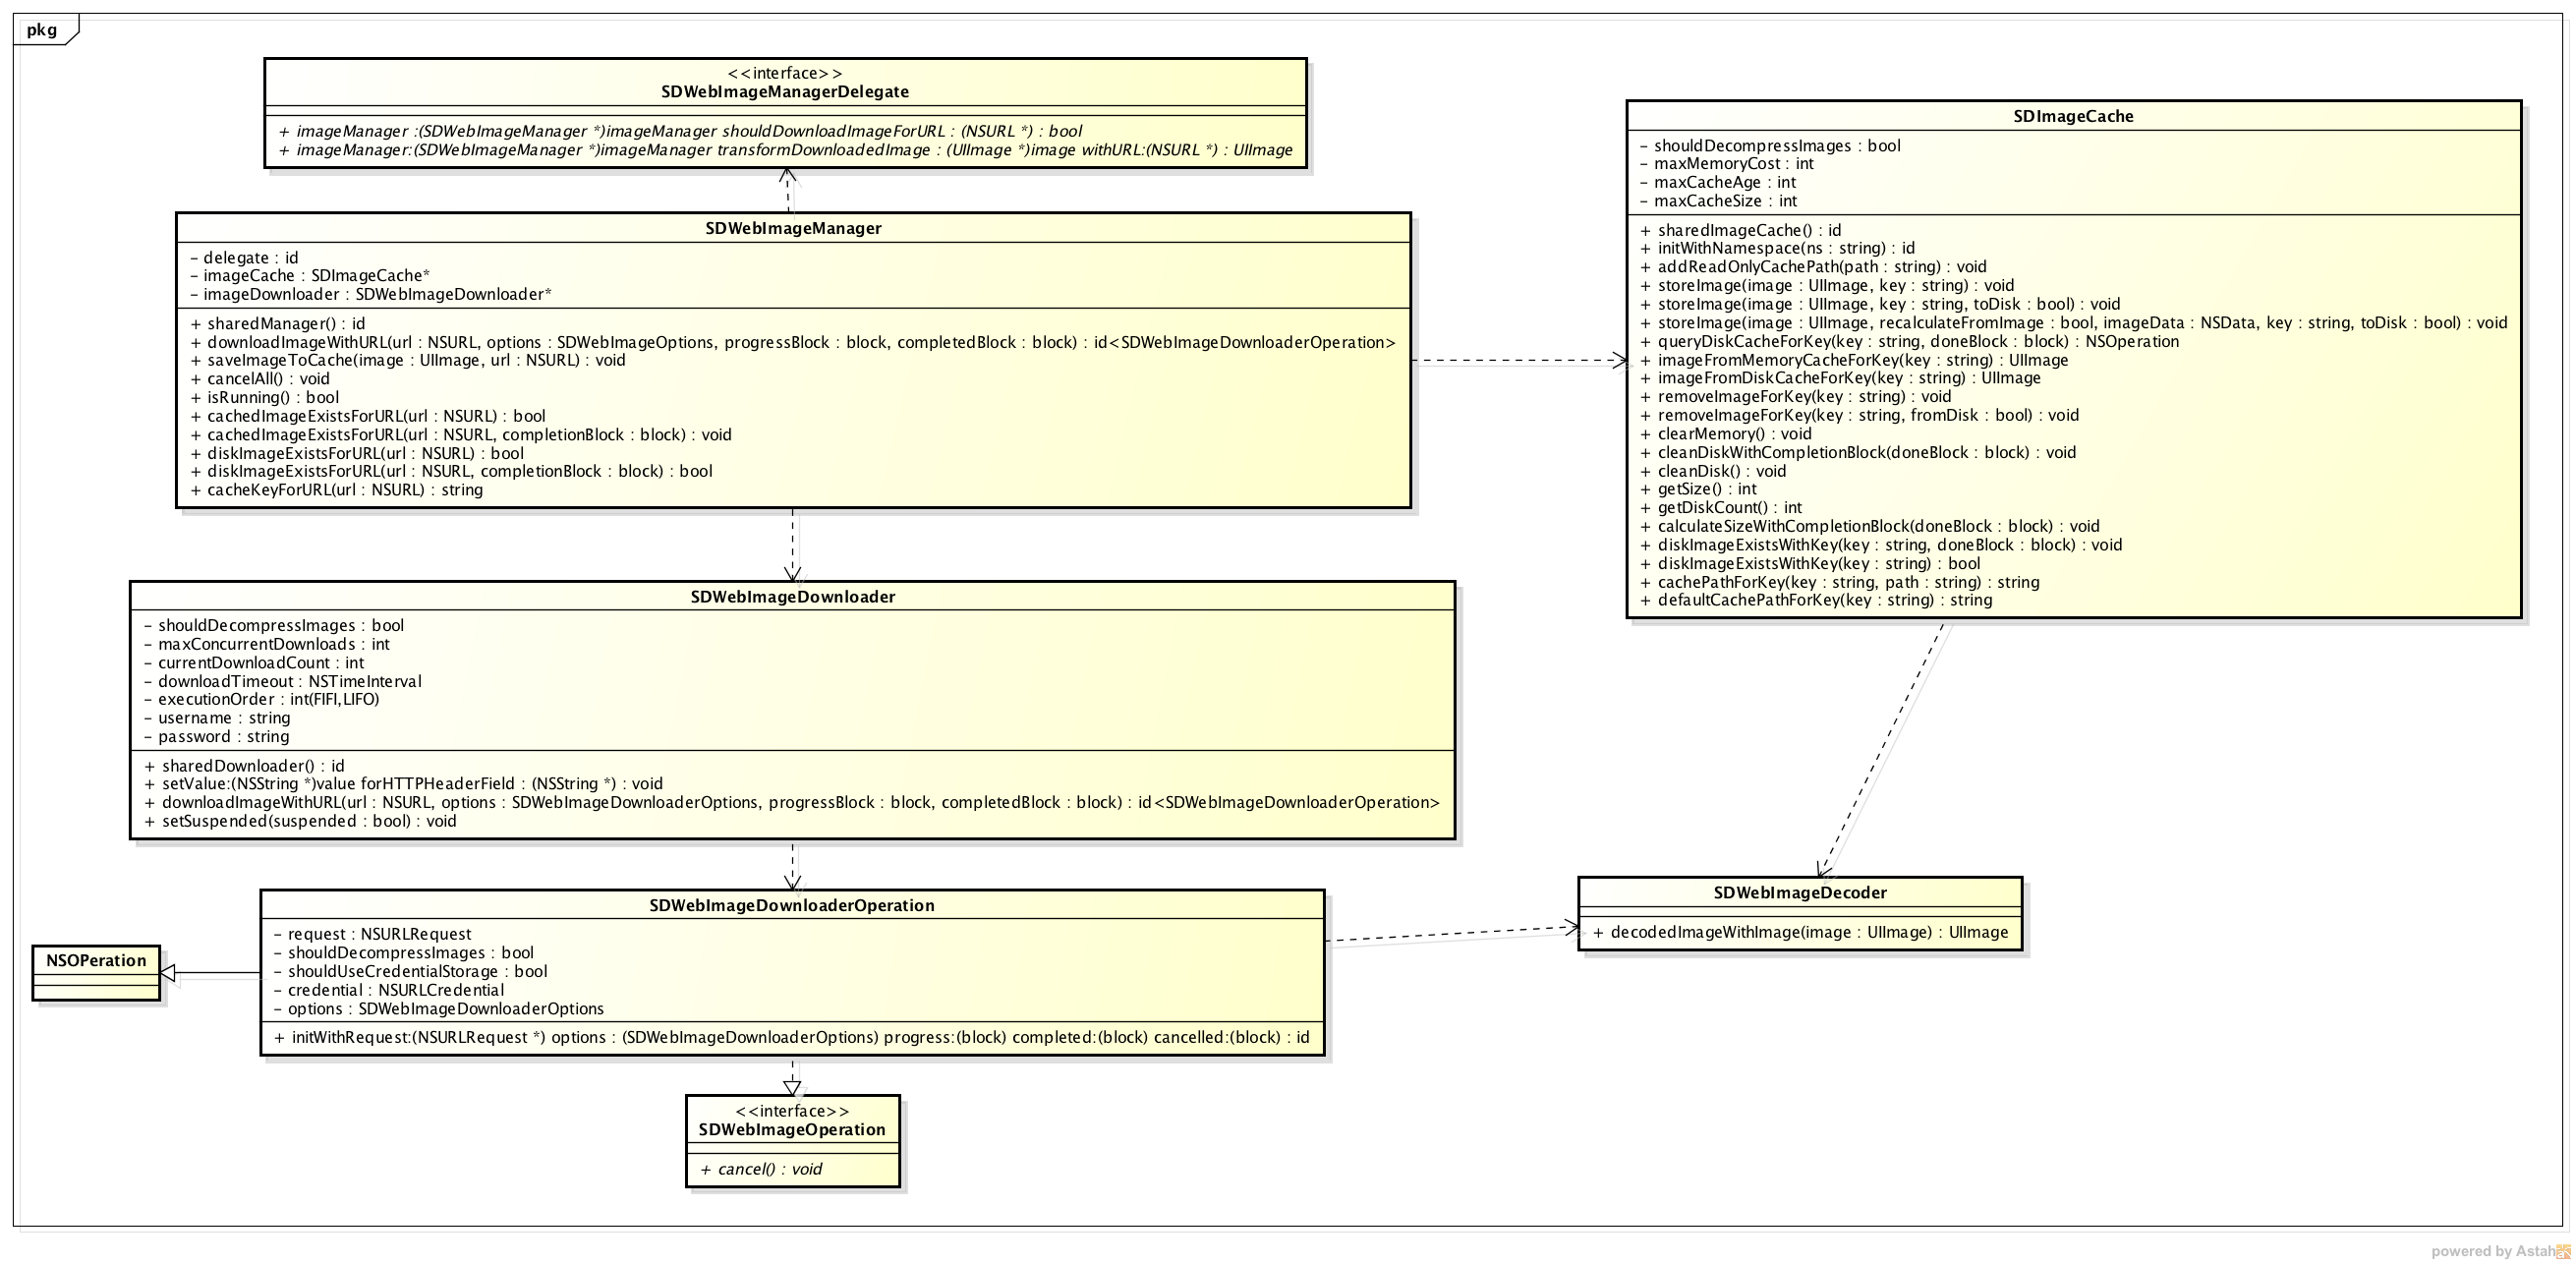 pkg
<<interface>>
SDWebImageManagerDelegate
+ imageManager :(SDWebImageManager *)imageManager shouldDownloadImageForURL : (NSURL *) : bool
+ imageManager:(SDWebImageManager *)imageManager transformDownloadedImage : (UIImage *)image withURL:(NSURL *) : UIImage
SDWebImageManager
- delegate : id
- imageCache : SDImageCache*
- imageDownloader : SDWebImageDownloader*
+ sharedManager() : id
+ downloadImageWithURL(url : NSURL, options : SDWebImageOptions, progressBlock : block, completedBlock : block) : id<SDWebImageDownloaderOperation>
+ saveImageToCache(image : UIImage, url : NSURL) : void
+ cancelAll() : void
+ isRunning() : bool
+ cachedImageExistsForURL(url : NSURL) : bool
+ cachedImageExistsForURL(url : NSURL, completionBlock : block) : void
+ diskImageExistsForURL(url : NSURL) : bool
+ diskImageExistsForURL(url : NSURL, completionBlock : block) : bool
+ cacheKeyForURL(url : NSURL) : string
SDImageCache
- shouldDecompressImages : bool
- maxMemoryCost : int
- maxCacheAge : int
- maxCacheSize : int
+ sharedImageCache() : id
+ initWithNamespace(ns : string) : id
+ addReadOnlyCachePath(path : string) : void
+ storeImage(image : UIImage, key : string) : void
+ storeImage(image : UIImage, key : string, toDisk : bool) : void
+ storeImage(image : UIImage, recalculateFromImage : bool, imageData : NSData, key : string, toDisk : bool) : void
+ queryDiskCacheForKey(key : string, doneBlock : block) : NSOperation
+ imageFromMemoryCacheForKey(key : string) : UIImage
+ imageFromDiskCacheForKey(key : string) : UIImage
+ removeImageForKey(key : string) : void
+ removeImageForKey(key : string, fromDisk : bool) : void
+ clearMemory() : void
+ cleanDiskWithCompletionBlock(doneBlock : block) : void
+ cleanDisk() : void
+ getSize() : int
+ getDiskCount() : int
+ calculateSizeWithCompletionBlock(doneBlock : block) : void
+ diskImageExistsWithKey(key : string, doneBlock : block) : void
+ diskImageExistsWithKey(key : string) : bool
+ cachePathForKey(key : string, path : string) : string
+ defaultCachePathForKey(key : string) : string
SDWebImageDownloader
- shouldDecompressImages : bool
- maxConcurrentDownloads : int
- currentDownloadCount : int
- downloadTimeout : NSTimeInterval
- executionOrder : int(FIFI,LIFO)
- username : string
- password : string
+ sharedDownloader() : id
+ setValue:(NSString *)value forHTTPHeaderField : (NSString *) : void
+ downloadImageWithURL(url : NSURL, options : SDWebImageDownloaderOptions, progressBlock : block, completedBlock : block) : id<SDWebImageDownloaderOperation>
+ setSuspended(suspended : bool) : void
SDWebImageDownloaderOperation
- request : NSURLRequest
- shouldDecompressImages : bool
- shouldUseCredentialStorage : bool
- credential : NSURLCredential
- options : SDWebImageDownloaderOptions
+ initWithRequest:(NSURLRequest *) options : (SDWebImageDownloaderOptions) progress:(block) completed:(block) cancelled:(block) : id
SDWebImageDecoder
+ decodedImageWithImage(image : UIImage) : UIImage
NSOPeration
<<interface>>
SDWebImageOperation
+ cancel() : void
powered by Astah